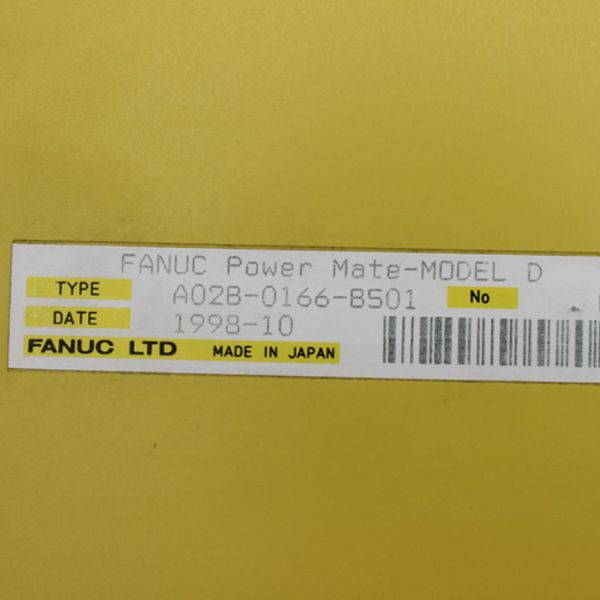 FANUC Power Mate-MODEL D
TYPE A02B-0166-B501 No
DATE 1998-10
FANUC LTD MADE IN JAPAN